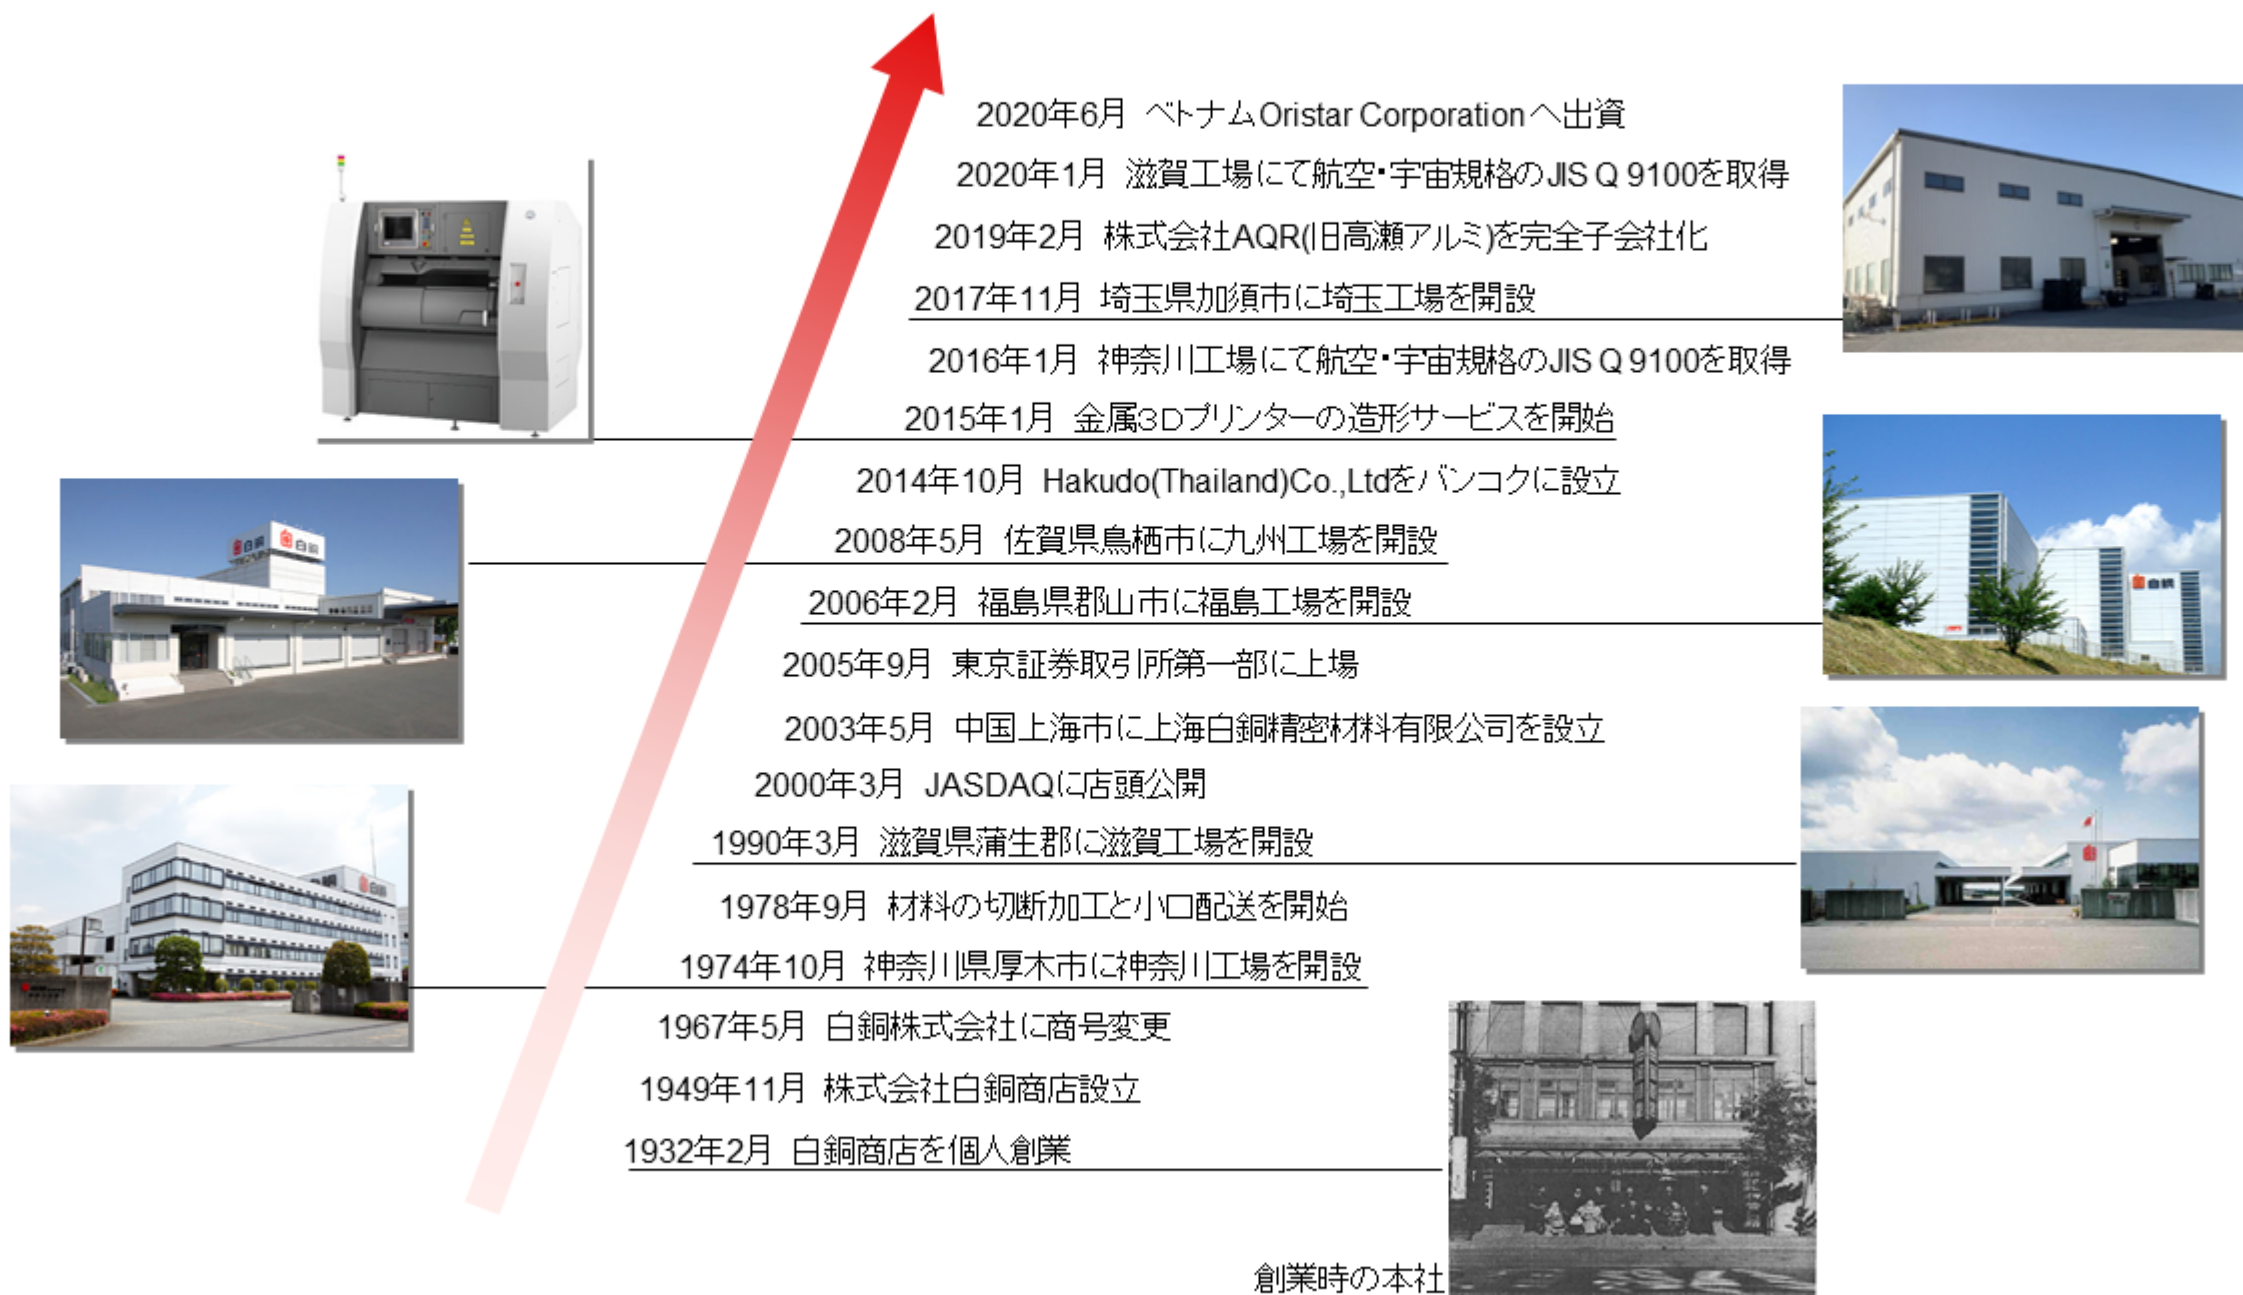 2020年6月 ベトナムOristar Corporationへ出資
2020年1月 滋賀工場にて航空・宇宙規格のJIS Q 9100を取得
2019年2月 株式会社AQR(旧高瀬アルミ)を完全子会社化
2017年11月 埼玉県加須市に埼玉工場を開設
2016年1月 神奈川工場にて航空・宇宙規格のJIS Q 9100を取得
2015年1月 金属3Dプリンターの造形サービスを開始
2014年10月 Hakudo(Thailand)Co.,Ltdをバンコクに設立
白銅
白銅
2008年5月 佐賀県鳥栖市に九州工場を開設
白銅
2006年2月 福島県郡山市に福島工場を開設
2005年9月 東京証券取引所第一部に上場
2003年5月 中国上海市に上海白銅精密材料有限公司を設立
2000年3月 JASDAQに店頭公開
1990年3月 滋賀県蒲生郡に滋賀工場を開設
白銅
1978年9月 材料の切断加工と小口配送を開始
1974年10月 神奈川県厚木市に神奈川工場を開設
1967年5月 白銅株式会社に商号変更
1949年11月 株式会社白銅商店設立
1932年2月 白銅商店を個人創業
創業時の本社